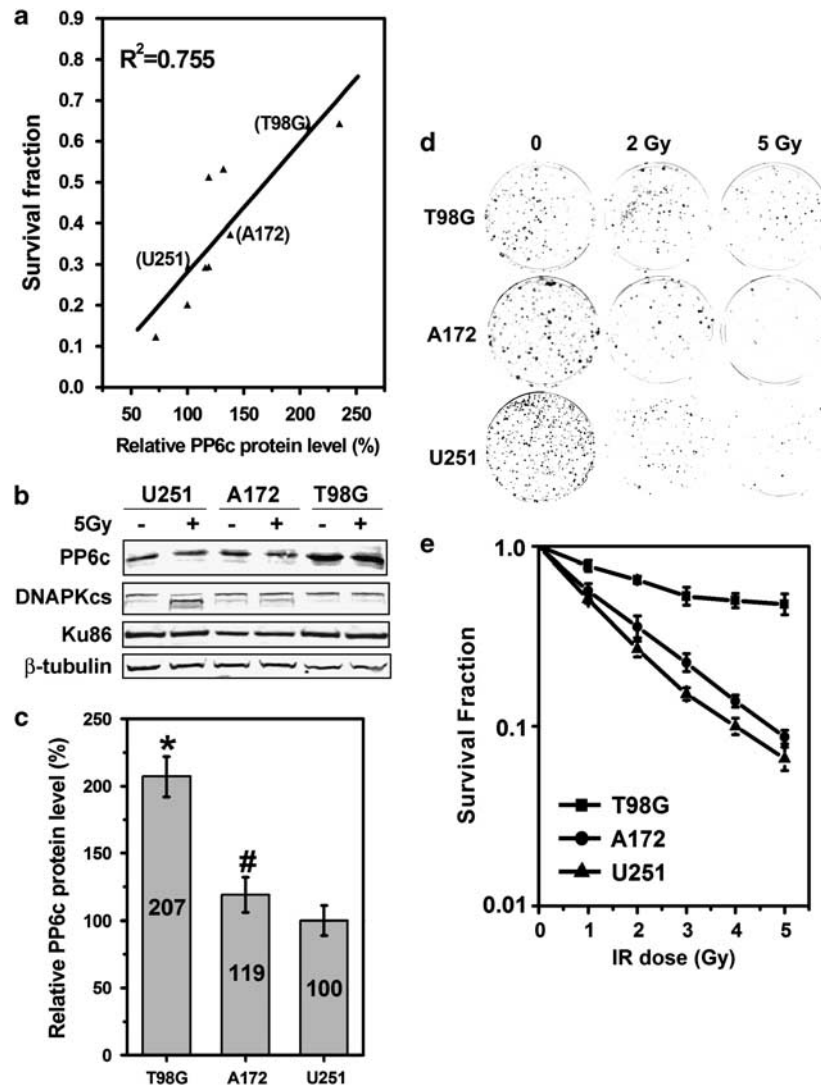 a
0.9
0.8
0.7
0.6
0.5
0.4
0.3
0.2
0.1
0.0
R²=0.755
(T98G)
(A172)
(U251)
Survival fraction
50 75 100 125 150 175 200 225 250
Relative PP6c protein level (%)
b
U251 A172 T98G
5Gy - + - + - +
PP6c
DNAPKcs
Ku86
β-tubulin
c
250
200
150
100
50
0
Relative PP6c protein level (%)
*
#
207
119
100
T98G A172 U251
d
0 2 Gy 5 Gy
T98G
A172
U251
e
1.0
0.1
0.01
Survival Fraction
T98G
A172
U251
0 1 2 3 4 5
IR dose (Gy)